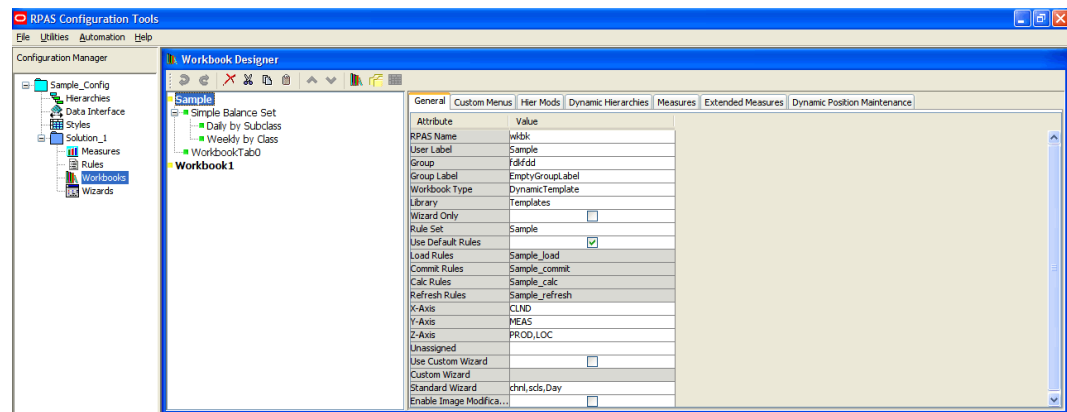 RPAS Configuration Tools
File Utilities Automation Help
Configuration Manager
Sample_Config
Hierarchies
Data Interface
Styles
Solution_1
Measures
Rules
Workbooks
Wizards
Workbook Designer
Sample
Simple Balance Set
Daily by Subclass
Weekly by Class
WorkbookTab0
Workbook1
General Custom Menus Hier Mods Dynamic Hierarchies Measures Extended Measures Dynamic Position Maintenance
Attribute Value
RPAS Name wkbk
User Label Sample
Group fdkfdd
Group Label EmptyGroupLabel
Workbook Type DynamicTemplate
Library Templates
Wizard Only
Rule Set Sample
Use Default Rules
Load Rules Sample_load
Commit Rules Sample_commit
Calc Rules Sample_calc
Refresh Rules Sample_refresh
X-Axis CLND
Y-Axis MEAS
Z-Axis PROD,LOC
Unassigned
Use Custom Wizard
Custom Wizard
Standard Wizard chnl,scls,Day
Enable Image Modifica...